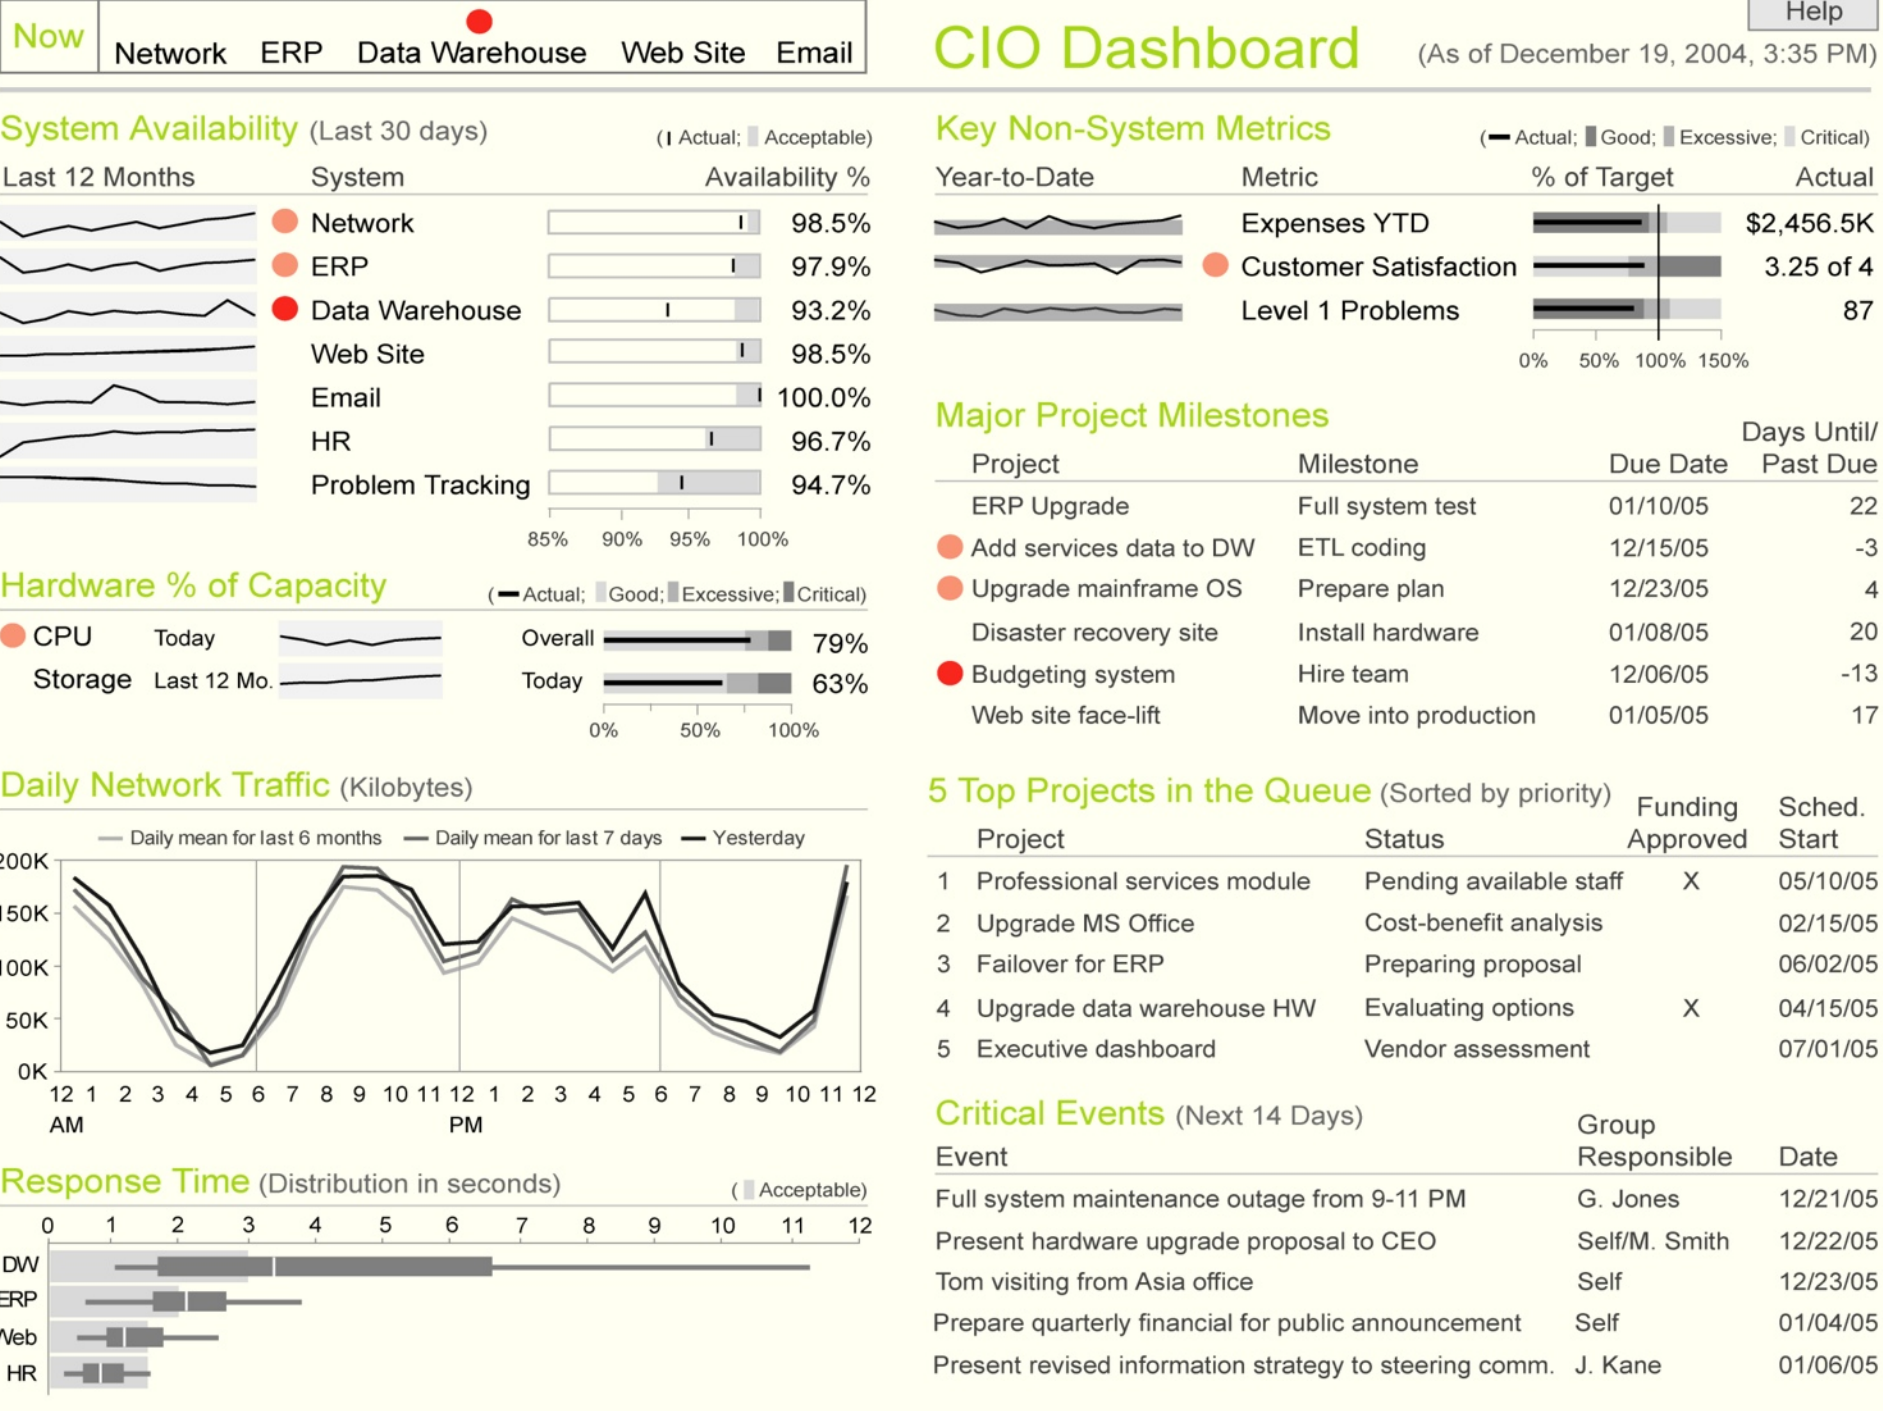 Now
Network ERP Data Warehouse Web Site Email
Help
CIO Dashboard (As of December 19, 2004, 3:35 PM)
System Availability (Last 30 days)
( Actual; Acceptable)
Last 12 Months System Availability %
Network 98.5%
ERP 97.9%
Data Warehouse 93.2%
Web Site 98.5%
Email 100.0%
HR 96.7%
Problem Tracking 94.7%
85% 90% 95% 100%
Hardware % of Capacity
( Actual; Good; Excessive; Critical)
CPU Today Overall 79%
Storage Last 12 Mo. Today 63%
0% 50% 100%
Daily Network Traffic (Kilobytes)
Daily mean for last 6 months Daily mean for last 7 days Yesterday
200K
150K
100K
50K
0K
12 1 2 3 4 5 6 7 8 9 10 11 12 1 2 3 4 5 6 7 8 9 10 11 12
AM PM
Response Time (Distribution in seconds)
( Acceptable)
0 1 2 3 4 5 6 7 8 9 10 11 12
DW
ERP
Web
HR
Key Non-System Metrics
( Actual; Good; Excessive; Critical)
Year-to-Date Metric % of Target Actual
Expenses YTD $2,456.5K
Customer Satisfaction 3.25 of 4
Level 1 Problems 87
0% 50% 100% 150%
Major Project Milestones
Days Until/
Project Milestone Due Date Past Due
ERP Upgrade Full system test 01/10/05 22
Add services data to DW ETL coding 12/15/05 -3
Upgrade mainframe OS Prepare plan 12/23/05 4
Disaster recovery site Install hardware 01/08/05 20
Budgeting system Hire team 12/06/05 -13
Web site face-lift Move into production 01/05/05 17
5 Top Projects in the Queue (Sorted by priority)
Funding Sched.
Project Status Approved Start
1 Professional services module Pending available staff X 05/10/05
2 Upgrade MS Office Cost-benefit analysis 02/15/05
3 Failover for ERP Preparing proposal 06/02/05
4 Upgrade data warehouse HW Evaluating options X 04/15/05
5 Executive dashboard Vendor assessment 07/01/05
Critical Events (Next 14 Days)
Group
Event Responsible Date
Full system maintenance outage from 9-11 PM G. Jones 12/21/05
Present hardware upgrade proposal to CEO Self/M. Smith 12/22/05
Tom visiting from Asia office Self 12/23/05
Prepare quarterly financial for public announcement Self 01/04/05
Present revised information strategy to steering comm. J. Kane 01/06/05